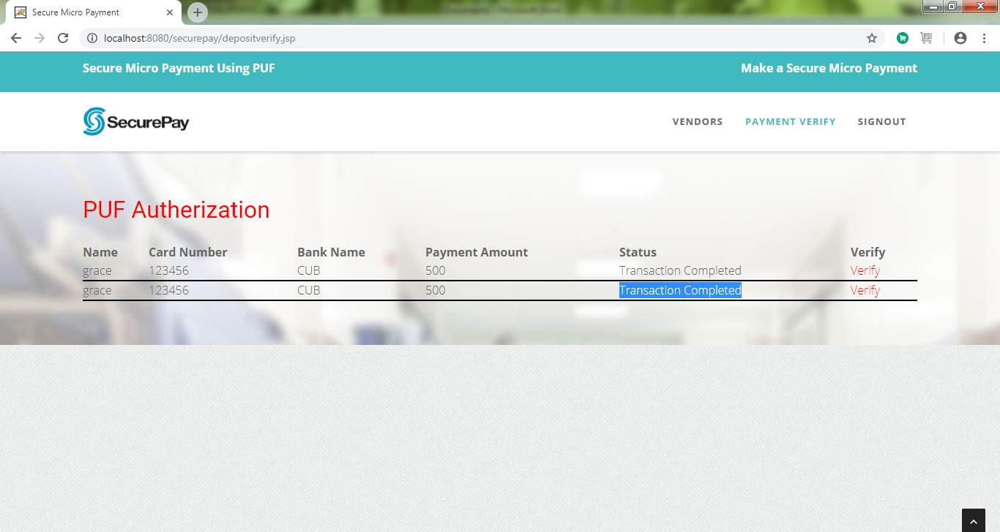 Secure Micro Payment
localhost:8080/securepay/depositverify.jsp
Secure Micro Payment Using PUF Make a Secure Micro Payment
SecurePay VENDORS PAYMENT VERIFY SIGNOUT
PUF Autherization
Name Card Number Bank Name Payment Amount Status Verify
grace 123456 CUB 500 Transaction Completed Verify
grace 123456 CUB 500 Transaction Completed Verify